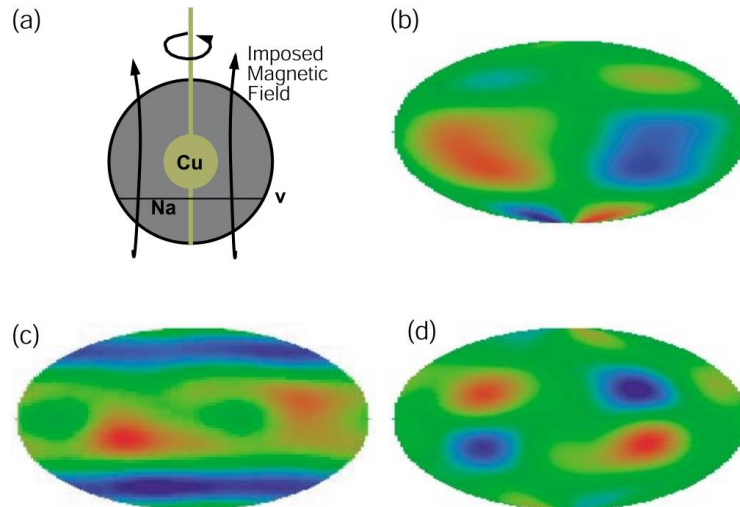 (a)
Imposed
Magnetic
Field
Cu
Na
v
(b)
(c)
(d)